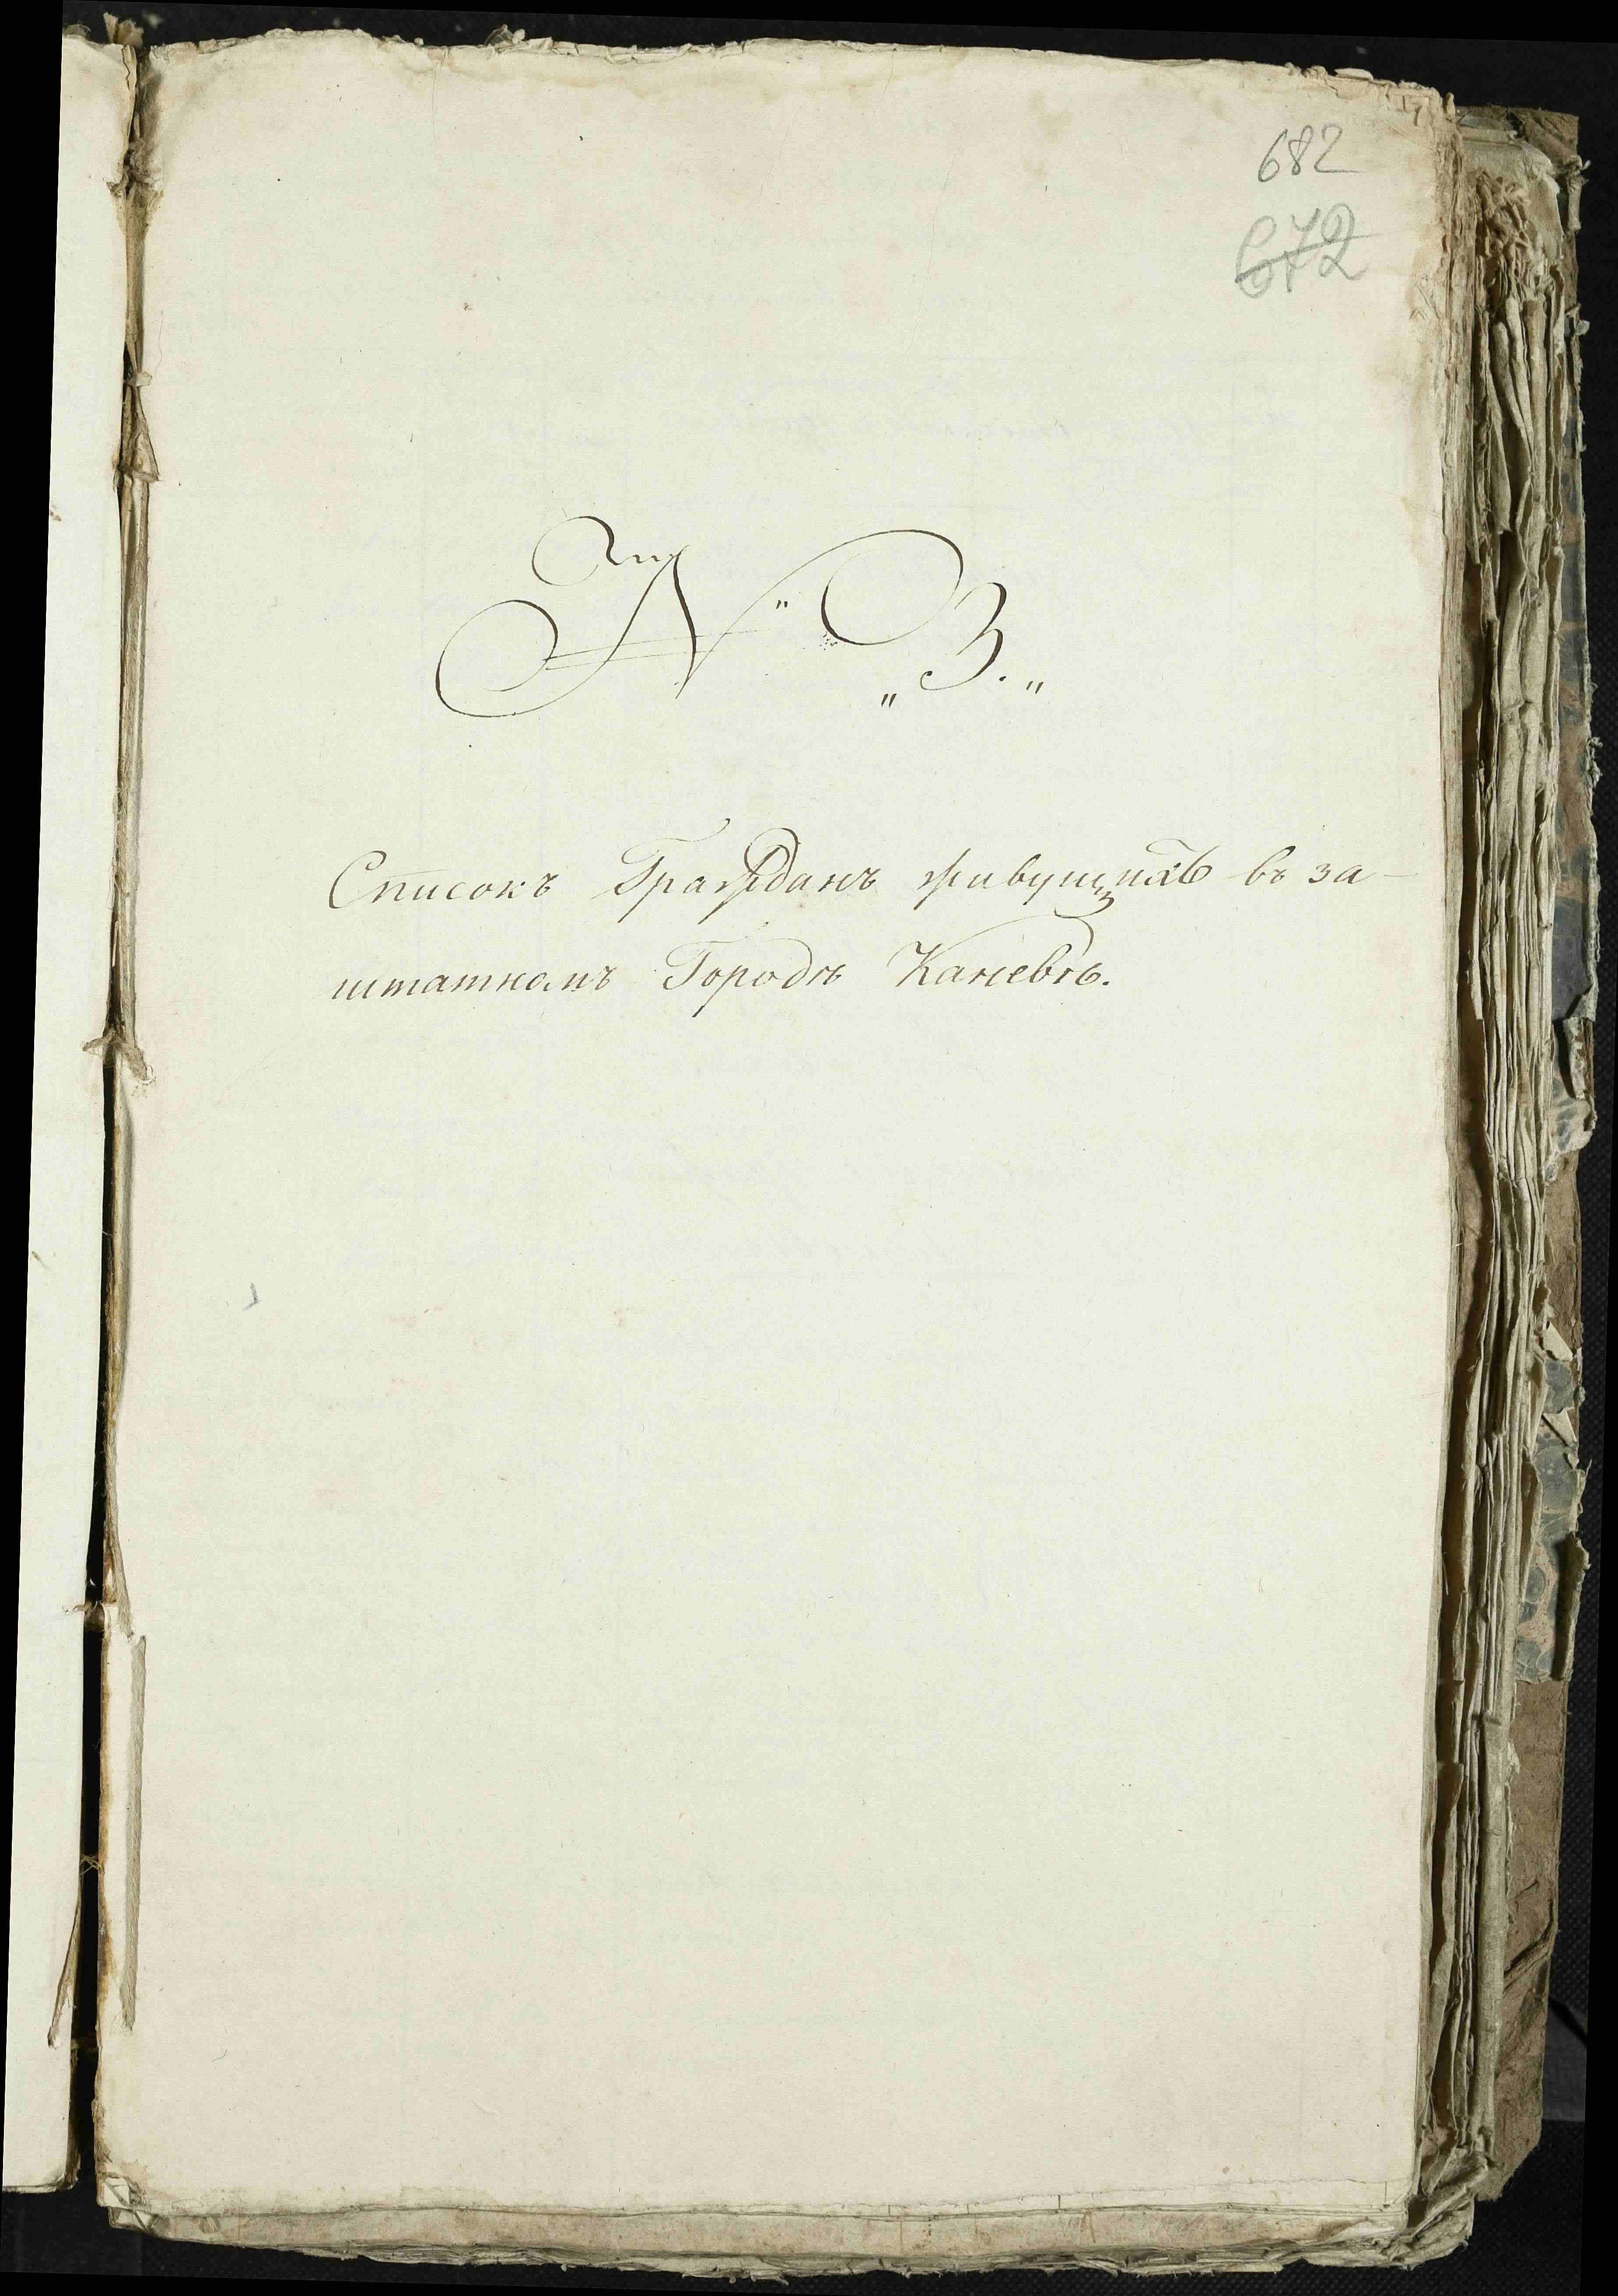 682
672
№ „3.„
Списокъ Гражданъ живущихъ въ за-
штатномъ Городѣ Каневѣ.